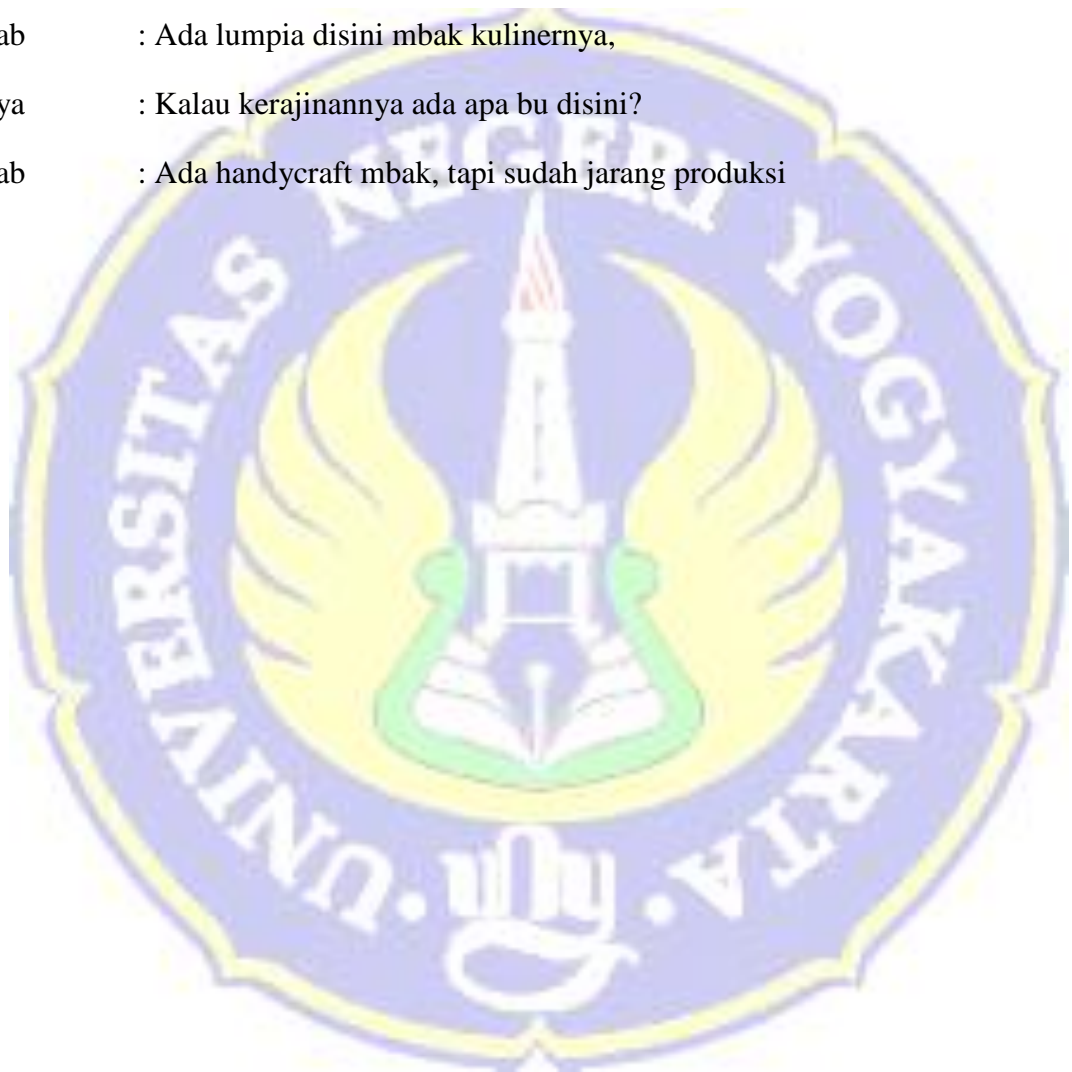 ab : Ada lumpia disini mbak kulinernya,
ya : Kalau kerajinannya ada apa bu disini?
ab : Ada handycraft mbak, tapi sudah jarang produksi
UNIVERSITAS NEGERI YOGYAKARTA
uny